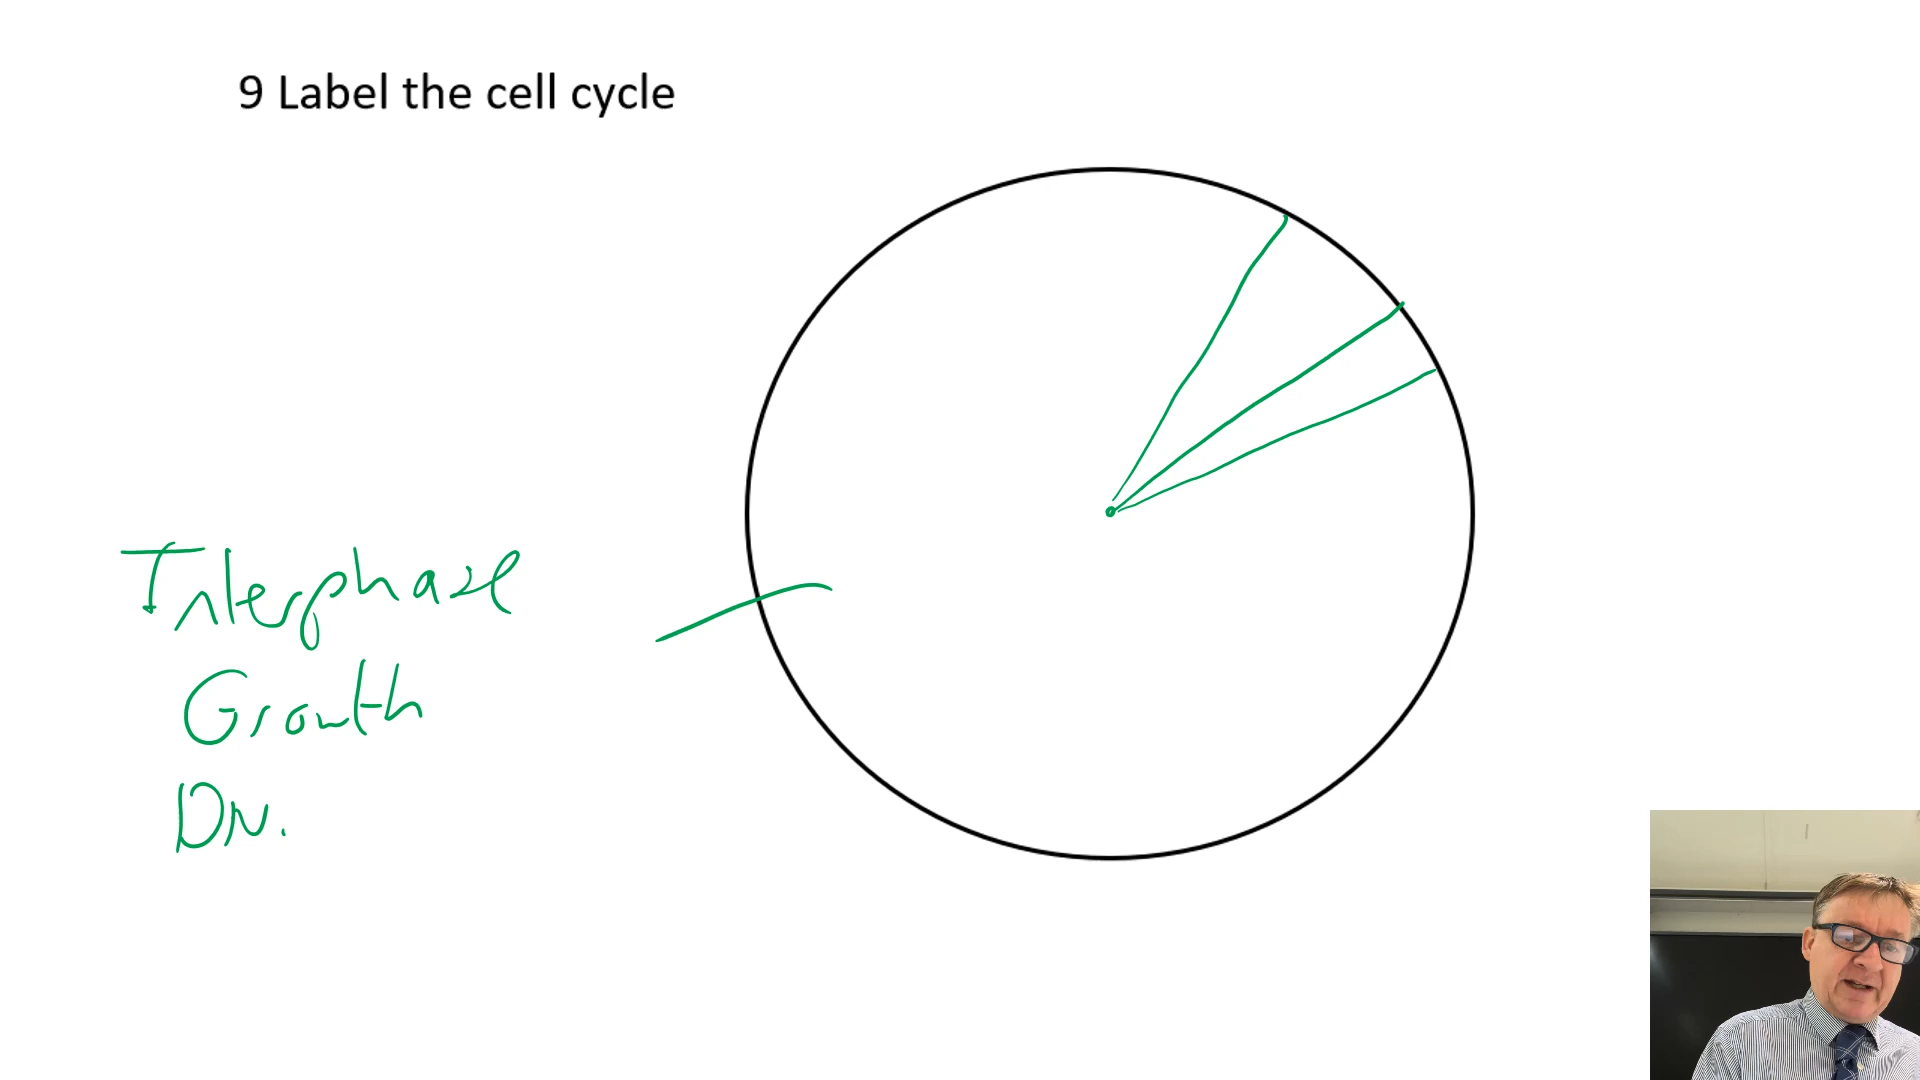 9 Label the cell cycle
Interphase
Growth
DN.